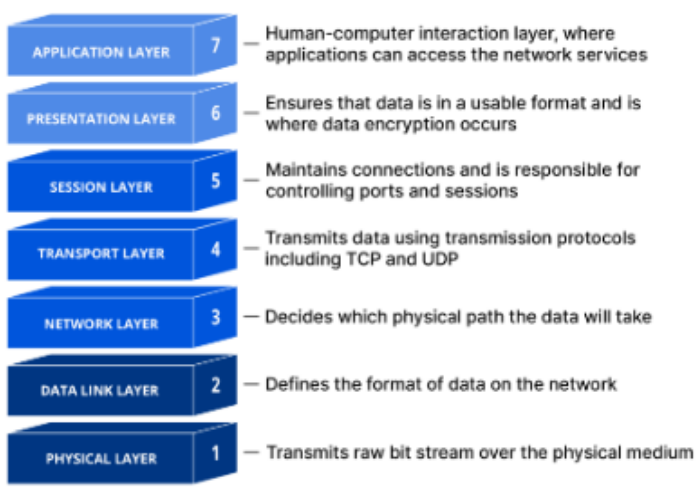 APPLICATION LAYER 7 — Human-computer interaction layer, where
applications can access the network services
PRESENTATION LAYER 6 — Ensures that data is in a usable format and is
where data encryption occurs
SESSION LAYER 5 — Maintains connections and is responsible for
controlling ports and sessions
TRANSPORT LAYER 4 — Transmits data using transmission protocols
including TCP and UDP
NETWORK LAYER 3 — Decides which physical path the data will take
DATA LINK LAYER 2 — Defines the format of data on the network
PHYSICAL LAYER 1 — Transmits raw bit stream over the physical medium